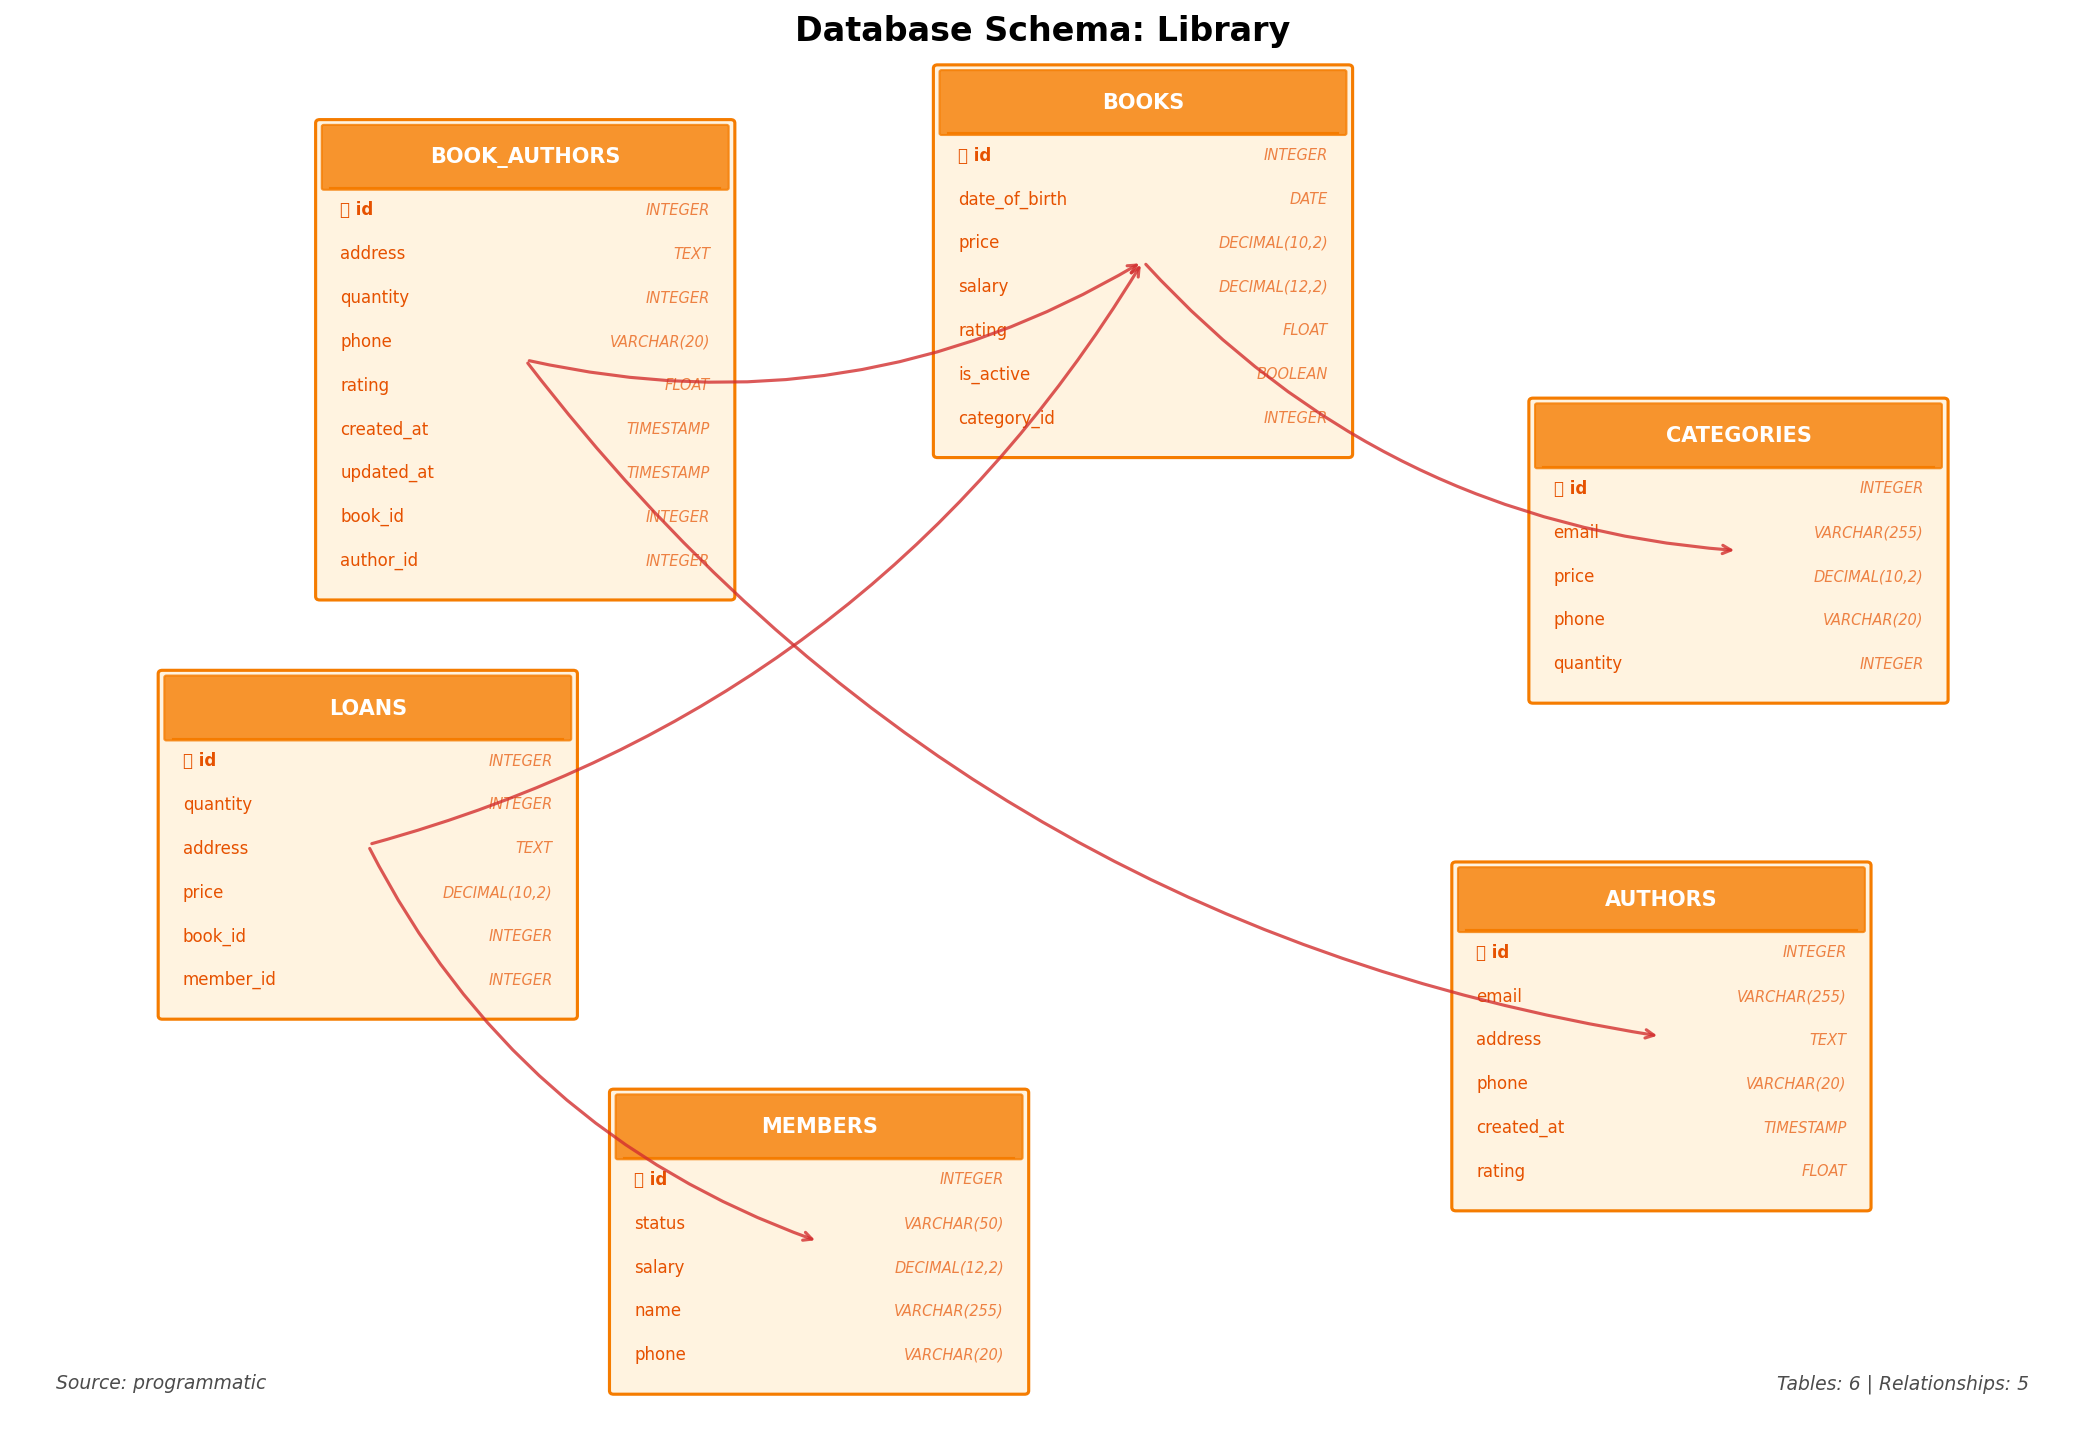 Database Schema: Library
BOOK_AUTHORS
id INTEGER
address TEXT
quantity INTEGER
phone VARCHAR(20)
rating FLOAT
created_at TIMESTAMP
updated_at TIMESTAMP
book_id INTEGER
author_id INTEGER
BOOKS
id INTEGER
date_of_birth DATE
price DECIMAL(10,2)
salary DECIMAL(12,2)
rating FLOAT
is_active BOOLEAN
category_id INTEGER
CATEGORIES
id INTEGER
email VARCHAR(255)
price DECIMAL(10,2)
phone VARCHAR(20)
quantity INTEGER
LOANS
id INTEGER
quantity INTEGER
address TEXT
price DECIMAL(10,2)
book_id INTEGER
member_id INTEGER
AUTHORS
id INTEGER
email VARCHAR(255)
address TEXT
phone VARCHAR(20)
created_at TIMESTAMP
rating FLOAT
MEMBERS
id INTEGER
status VARCHAR(50)
salary DECIMAL(12,2)
name VARCHAR(255)
phone VARCHAR(20)
Source: programmatic
Tables: 6 | Relationships: 5